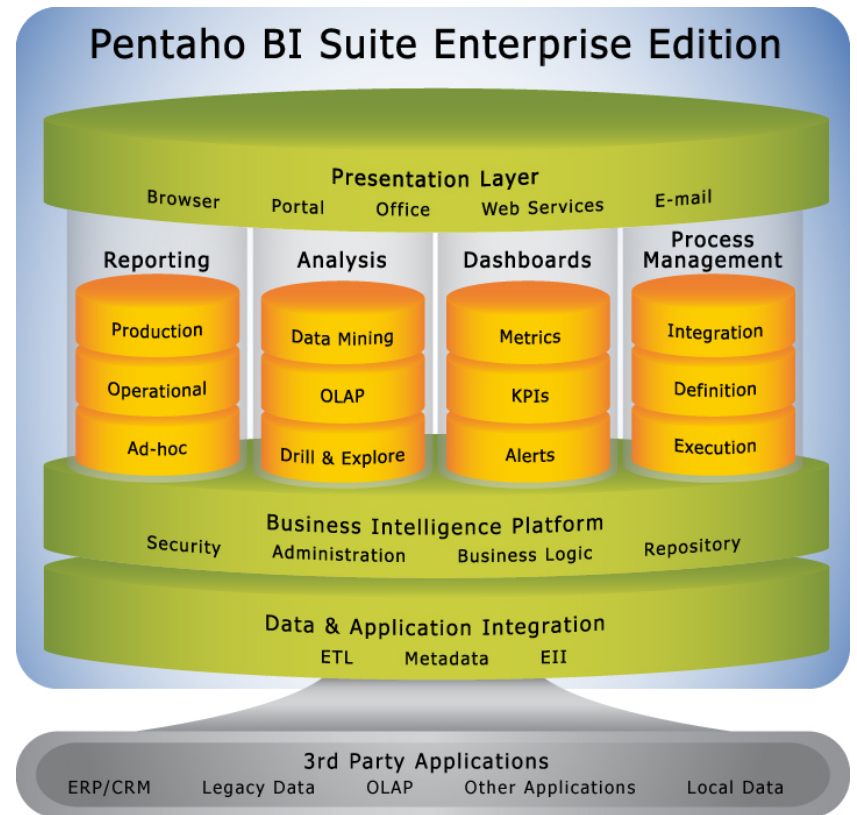 Pentaho BI Suite Enterprise Edition
Presentation Layer
Browser Portal Office Web Services E-mail
Reporting Analysis Dashboards Process Management
Production Data Mining Metrics Integration
Operational OLAP KPIs Definition
Ad-hoc Drill & Explore Alerts Execution
Business Intelligence Platform
Security Administration Business Logic Repository
Data & Application Integration
ETL Metadata EII
3rd Party Applications
ERP/CRM Legacy Data OLAP Other Applications Local Data